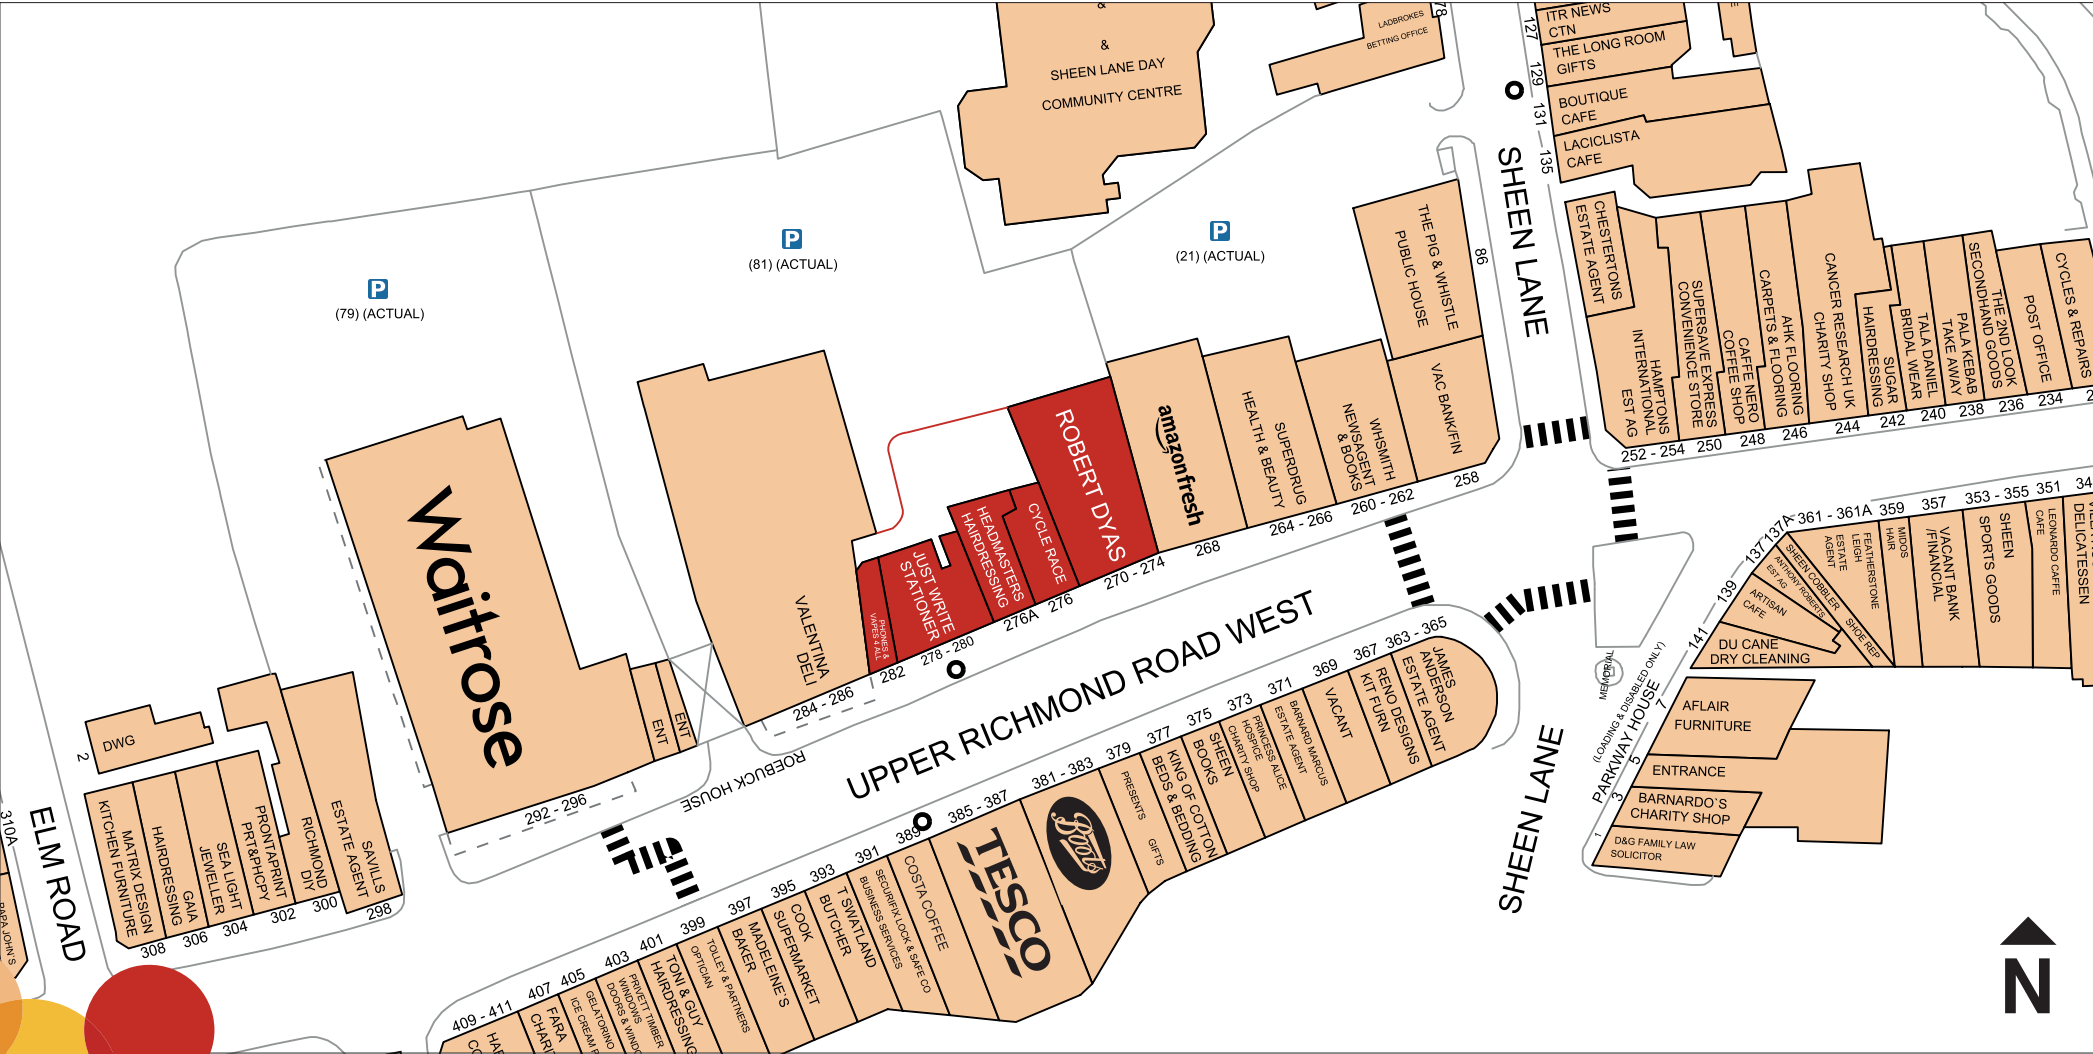 &
SHEEN LANE DAY
COMMUNITY CENTRE
LADBROKES
BETTING OFFICE
78
127
ITR NEWS
CTN
THE LONG ROOM
GIFTS
129
BOUTIQUE
CAFE
131
LACICLISTA
CAFE
135
SHEEN LANE
P
(79) (ACTUAL)
P
(81) (ACTUAL)
P
(21) (ACTUAL)
THE PIG & WHISTLE
PUBLIC HOUSE
86
CHESTERTONS
ESTATE AGENT
HAMPTONS
INTERNATIONAL
EST AG
252 - 254
SUPERSAVE EXPRESS
CONVENIENCE STORE
250
CAFFE NERO
COFFEE SHOP
248
AHK FLOORING
CARPETS & FLOORING
246
CANCER RESEARCH UK
CHARITY SHOP
244
SUGAR
HAIRDRESSING
242
TALA DANIEL
BRIDAL WEAR
240
PALA KEBAB
TAKE AWAY
238
THE 2ND LOOK
SECONDHAND GOODS
236
POST OFFICE
234
CYCLES & REPAIRS
Waitrose
292 - 296
ENT
ENT
VALENTINA
DELI
284 - 286
PHONES &
VAPES 4 ALL
282
JUST WRITE
STATIONER
278 - 280
HEADMASTERS
HAIRDRESSING
276A
CYCLE RACE
276
ROBERT DYAS
270 - 274
amazonfresh
268
SUPERDRUG
HEALTH & BEAUTY
264 - 266
WHSMITH
NEWSAGENT
& BOOKS
260 - 262
VAC BANK/FIN
258
ROEBUCK HOUSE
UPPER RICHMOND ROAD WEST
2
DWG
310A
PAPA JOHN'S
ELM ROAD
MATRIX DESIGN
KITCHEN FURNITURE
308
GAIA
HAIRDRESSING
306
SEA LIGHT
JEWELLER
304
PRONTAPRINT
PRT&PHCPY
302
RICHMOND
DIY
300
SAVILLS
ESTATE AGENT
298
409 - 411
407
FARA
405
GELATORINO
403
PRIVETT TIMBER
WINDOWS
401
TONI & GUY
HAIRDRESSING
399
TOLLEY & PARTNERS
OPTICIAN
397
MADELEINE'S
BAKER
395
COOK
SUPERMARKET
393
T SWATLAND
BUTCHER
391
SECURIFIX LOCK & SAFE CO
BUSINESS SERVICES
389
COSTA COFFEE
385 - 387
TESCO
381 - 383
Boots
379
PRESENTS
GIFTS
377
KING OF COTTON
BEDS & BEDDING
375
SHEEN
BOOKS
373
PRINCESS ALICE
HOSPICE
CHARITY SHOP
371
BARNARD MARCUS
ESTATE AGENT
369
VACANT
367
RENO DESIGNS
KIT FURN
363 - 365
JAMES
ANDERSON
ESTATE AGENT
SHEEN LANE
MEMORIAL
(LOADING & DISABLED ONLY)
PARKWAY HOUSE
137A
137
139
141
361 - 361A
359
357
353 - 355
351
SHEEN COBBLER
SHOE REP
ANTHONY ROBERTS
EST AG
ARTISAN
CAFE
DU CANE
DRY CLEANING
FEATHERSTONE
LEIGH
ESTATE
AGENT
MIDOS
HAIR
VACANT BANK
/FINANCIAL
SHEEN
SPORTS GOODS
LEONARDO CAFFE
CAFE
DELICATESSEN
7
AFLAIR
FURNITURE
5
ENTRANCE
3
BARNARDO`S
CHARITY SHOP
1
D&G FAMILY LAW
SOLICITOR
N